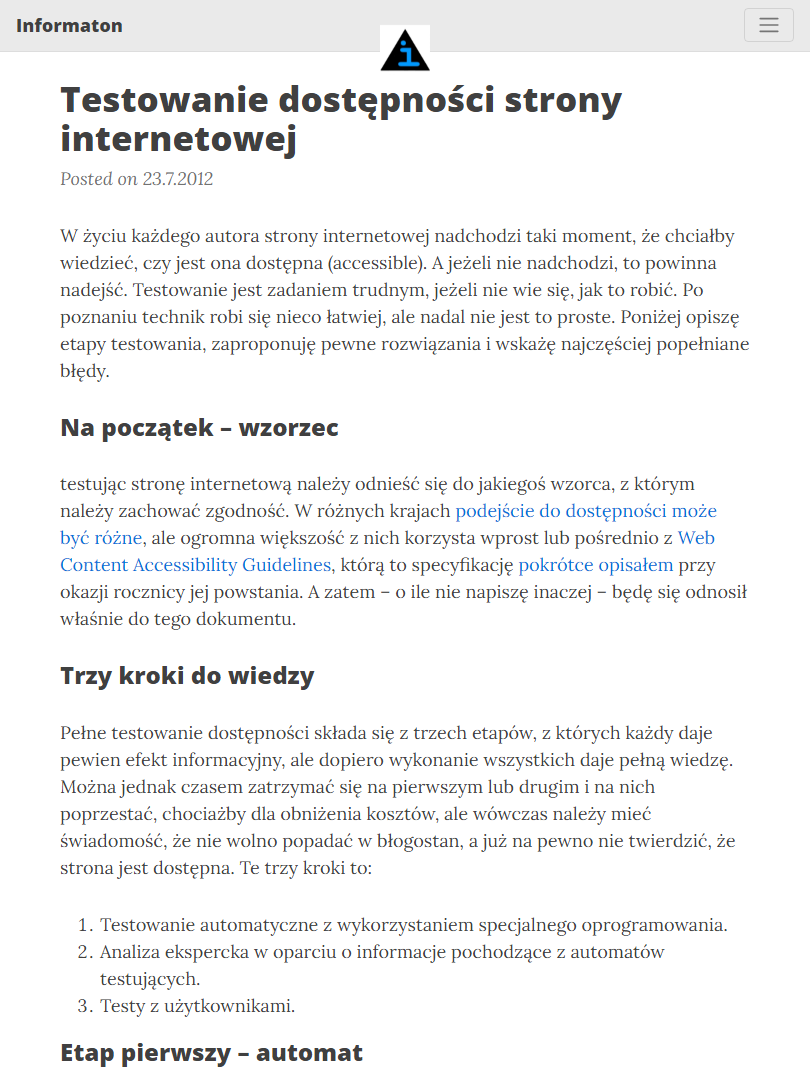 Informaton
i
Testowanie dostępności strony
internetowej
Posted on 23.7.2012
W życiu każdego autora strony internetowej nadchodzi taki moment, że chciałby
wiedzieć, czy jest ona dostępna (accessible). A jeżeli nie nadchodzi, to powinna
nadejść. Testowanie jest zadaniem trudnym, jeżeli nie wie się, jak to robić. Po
poznaniu technik robi się nieco łatwiej, ale nadal nie jest to proste. Poniżej opiszę
etapy testowania, zaproponuję pewne rozwiązania i wskażę najczęściej popełniane
błędy.
Na początek – wzorzec
testując stronę internetową należy odnieść się do jakiegoś wzorca, z którym
należy zachować zgodność. W różnych krajach podejście do dostępności może
być różne, ale ogromna większość z nich korzysta wprost lub pośrednio z Web
Content Accessibility Guidelines, którą to specyfikację pokrótce opisałem przy
okazji rocznicy jej powstania. A zatem – o ile nie napiszę inaczej – będę się odnosił
właśnie do tego dokumentu.
Trzy kroki do wiedzy
Pełne testowanie dostępności składa się z trzech etapów, z których każdy daje
pewien efekt informacyjny, ale dopiero wykonanie wszystkich daje pełną wiedzę.
Można jednak czasem zatrzymać się na pierwszym lub drugim i na nich
poprzestać, chociażby dla obniżenia kosztów, ale wówczas należy mieć
świadomość, że nie wolno popadać w błogostan, a już na pewno nie twierdzić, że
strona jest dostępna. Te trzy kroki to:
1. Testowanie automatyczne z wykorzystaniem specjalnego oprogramowania.
2. Analiza ekspercka w oparciu o informacje pochodzące z automatów
testujących.
3. Testy z użytkownikami.
Etap pierwszy – automat